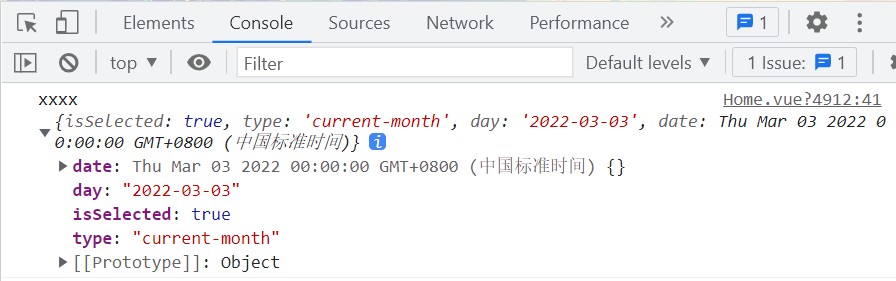 Elements Console Sources Network Performance » 1
top ▼ Filter Default levels ▼ 1 Issue: 1
xxxx Home.vue?4912:41
{isSelected: true, type: 'current-month', day: '2022-03-03', date: Thu Mar 03 2022 0
0:00:00 GMT+0800 (中国标准时间)} i
date: Thu Mar 03 2022 00:00:00 GMT+0800 (中国标准时间) {}
day: "2022-03-03"
isSelected: true
type: "current-month"
[[Prototype]]: Object